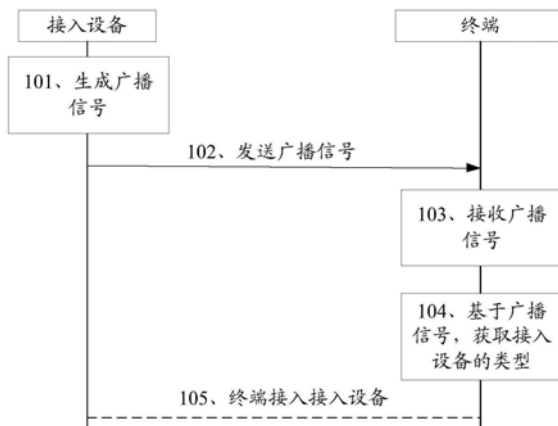 接入设备
终端
101、生成广播
信号
102、发送广播信号
103、接收广播
信号
104、基于广播
信号，获取接入
设备的类型
105、终端接入接入设备